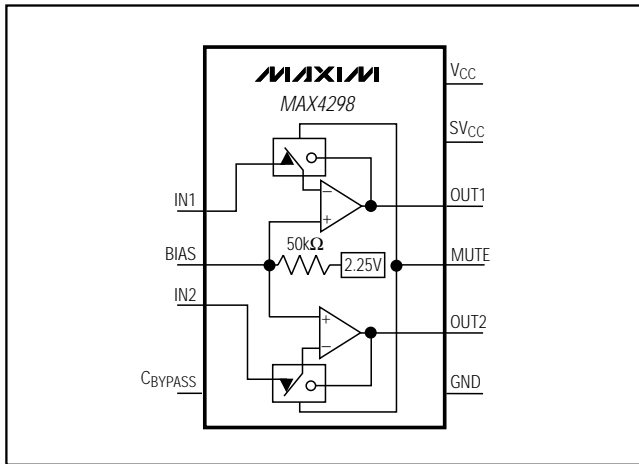 MAXIM
MAX4298
VCC
SVCC
IN1
OUT1
BIAS
50kΩ
2.25V
MUTE
IN2
OUT2
CBYPASS
GND
−
+
+
−